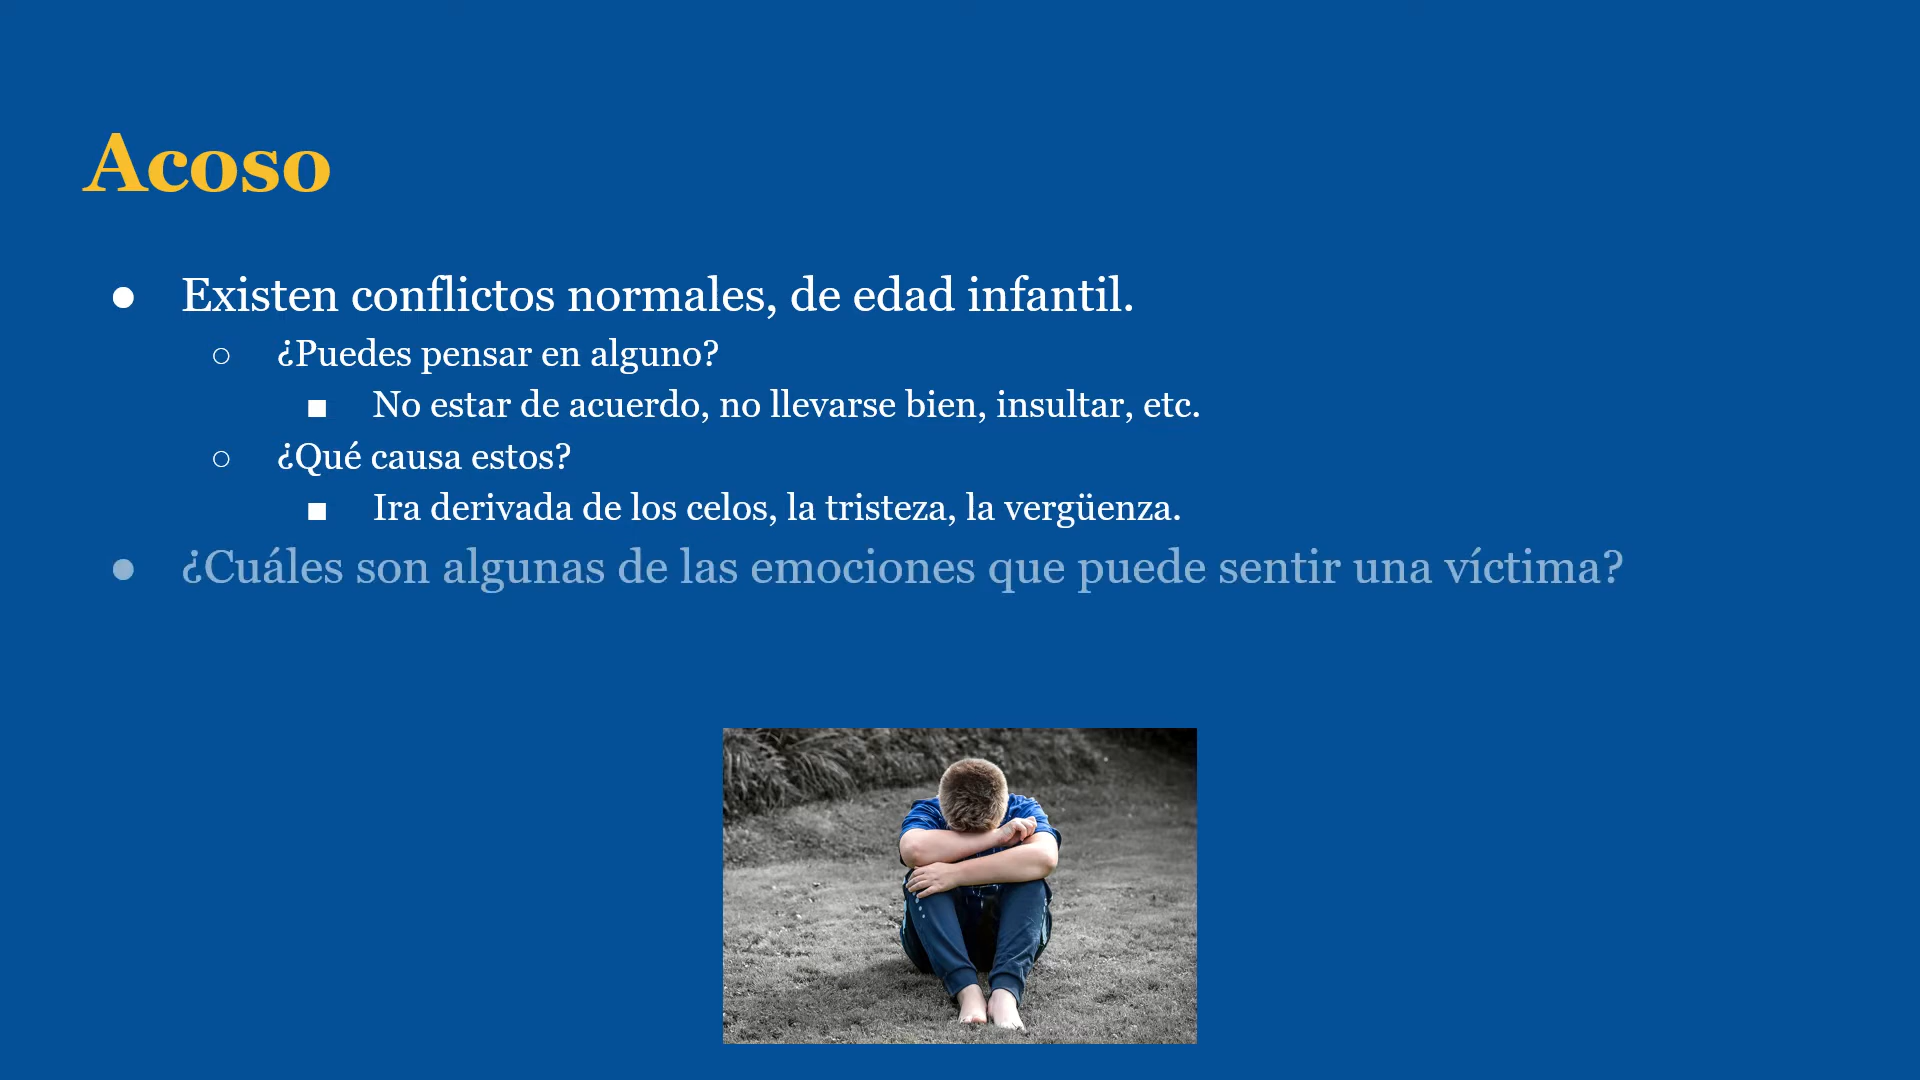 Acoso
● Existen conflictos normales, de edad infantil.
○ ¿Puedes pensar en alguno?
■ No estar de acuerdo, no llevarse bien, insultar, etc.
○ ¿Qué causa estos?
■ Ira derivada de los celos, la tristeza, la vergüenza.
● ¿Cuáles son algunas de las emociones que puede sentir una víctima?